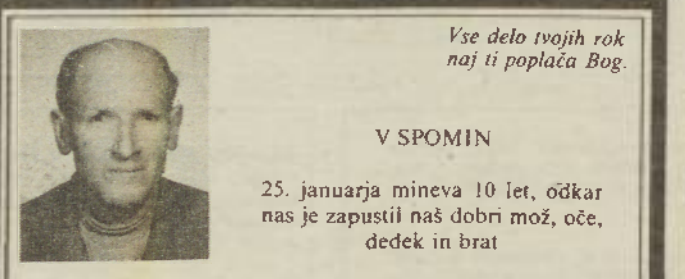 Vse delo tvojih rok
naj ti poplača Bog.
V SPOMIN
25. januarja mineva 10 let, odkar
nas je zapustil naš dobri mož, oče,
dedek in brat